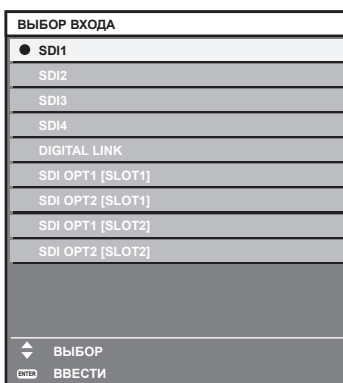 ВЫБОР ВХОДА
SDI1
SDI2
SDI3
SDI4
DIGITAL LINK
SDI OPT1 [SLOT1]
SDI OPT2 [SLOT1]
SDI OPT1 [SLOT2]
SDI OPT2 [SLOT2]
ВЫБОР
ENTER ВВЕСТИ